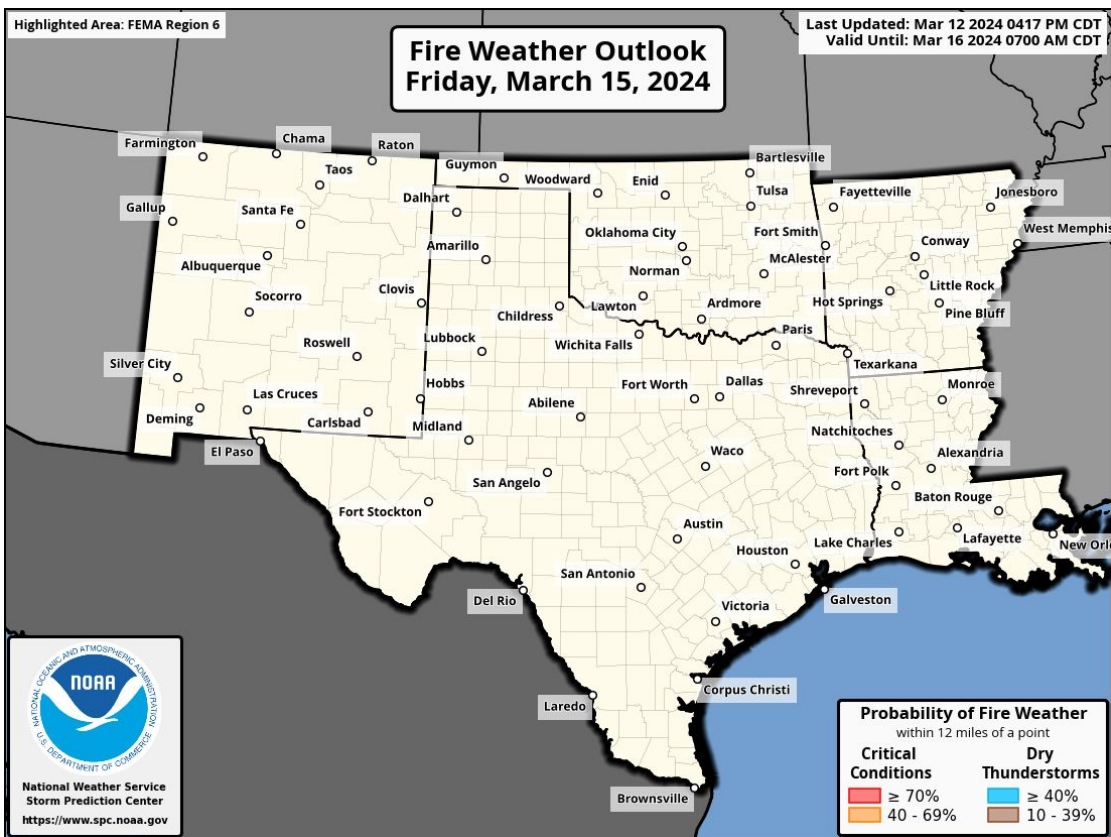 Highlighted Area: FEMA Region 6
Last Updated: Mar 12 2024 0417 PM CDT
Valid Until: Mar 16 2024 0700 AM CDT
Fire Weather Outlook
Friday, March 15, 2024
Farmington
Chama
Raton
Taos
Guymon
Woodward
Enid
Bartlesville
Tulsa
Fayetteville
Jonesboro
Gallup
Santa Fe
Dalhart
Albuquerque
Amarillo
Oklahoma City
Fort Smith
Conway
West Memphis
Norman
McAlester
Little Rock
Socorro
Clovis
Childress
Lawton
Ardmore
Hot Springs
Pine Bluff
Roswell
Lubbock
Wichita Falls
Paris
Texarkana
Silver City
Las Cruces
Hobbs
Fort Worth
Dallas
Shreveport
Monroe
Deming
Carlsbad
Midland
Abilene
Natchitoches
El Paso
San Angelo
Waco
Fort Polk
Alexandria
Fort Stockton
Austin
Baton Rouge
Houston
Lake Charles
Lafayette
New Orl
Del Rio
San Antonio
Victoria
Galveston
Laredo
Corpus Christi
Brownsville
NATIONAL OCEANIC AND ATMOSPHERIC ADMINISTRATION
NOAA
U.S. DEPARTMENT OF COMMERCE
National Weather Service
Storm Prediction Center
https://www.spc.noaa.gov
Probability of Fire Weather
within 12 miles of a point
Critical Conditions
≥ 70%
40 - 69%
Dry Thunderstorms
≥ 40%
10 - 39%